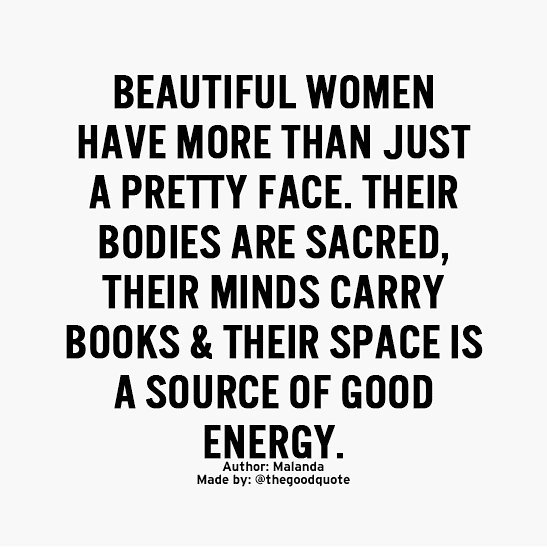 BEAUTIFUL WOMEN
HAVE MORE THAN JUST
A PRETTY FACE. THEIR
BODIES ARE SACRED,
THEIR MINDS CARRY
BOOKS & THEIR SPACE IS
A SOURCE OF GOOD
ENERGY.
Author: Malanda
Made by: @thegoodquote